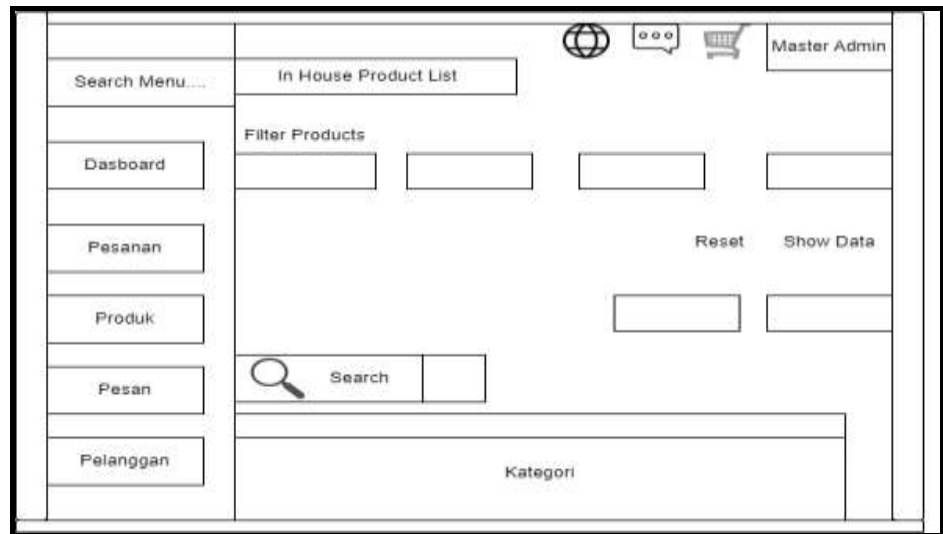 Master Admin
Search Menu....
In House Product List
Filter Products
Dasboard
Pesanan
Reset
Show Data
Produk
Search
Pesan
Pelanggan
Kategori